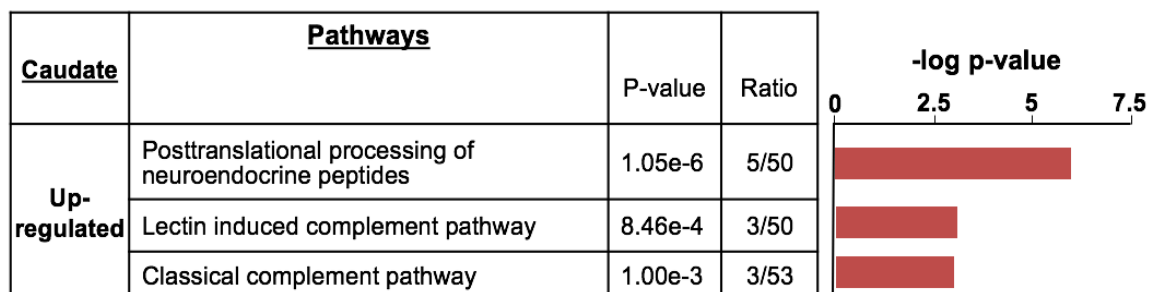 Caudate
Pathways
P-value
Ratio
-log p-value
0 2.5 5 7.5
Up-
regulated
Posttranslational processing of
neuroendocrine peptides
1.05e-6
5/50
Lectin induced complement pathway
8.46e-4
3/50
Classical complement pathway
1.00e-3
3/53